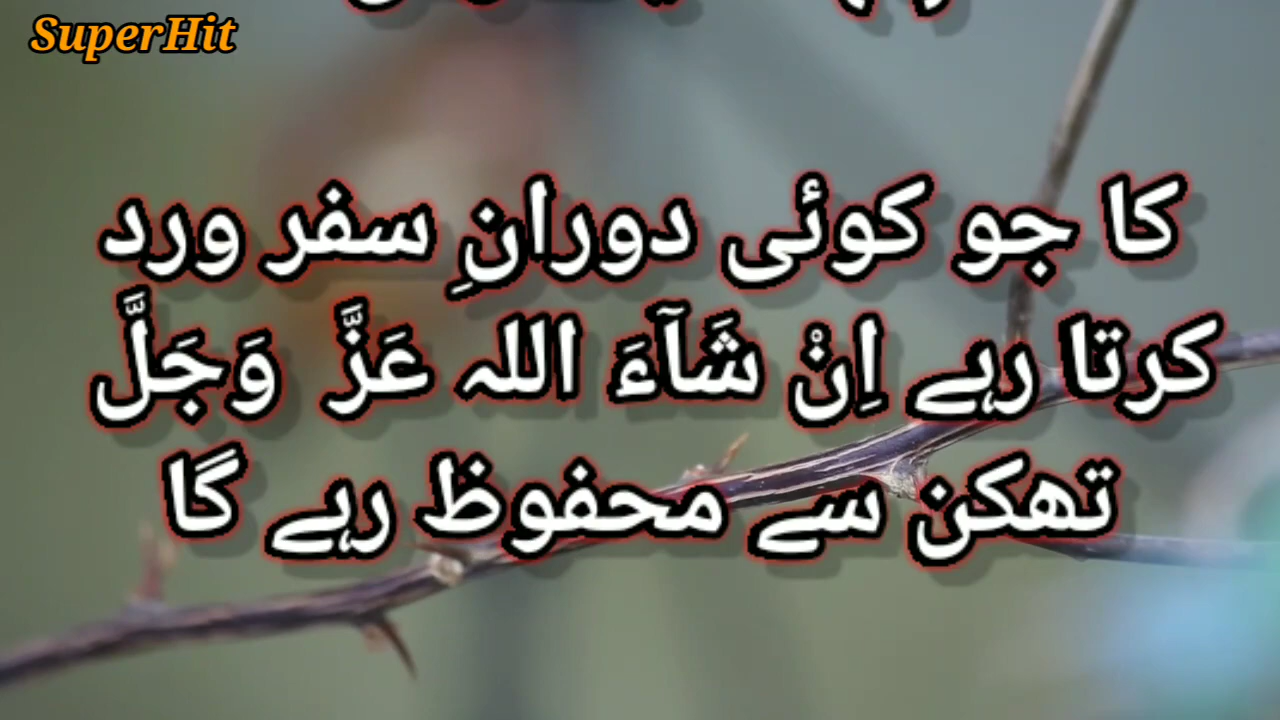 SuperHit
کا جو کوئی دورانِ سفر ورد
کرتا رہے اِنْ شَآءَ اللہ عَزَّ وَجَلَّ
تھکن سے محفوظ رہے گا